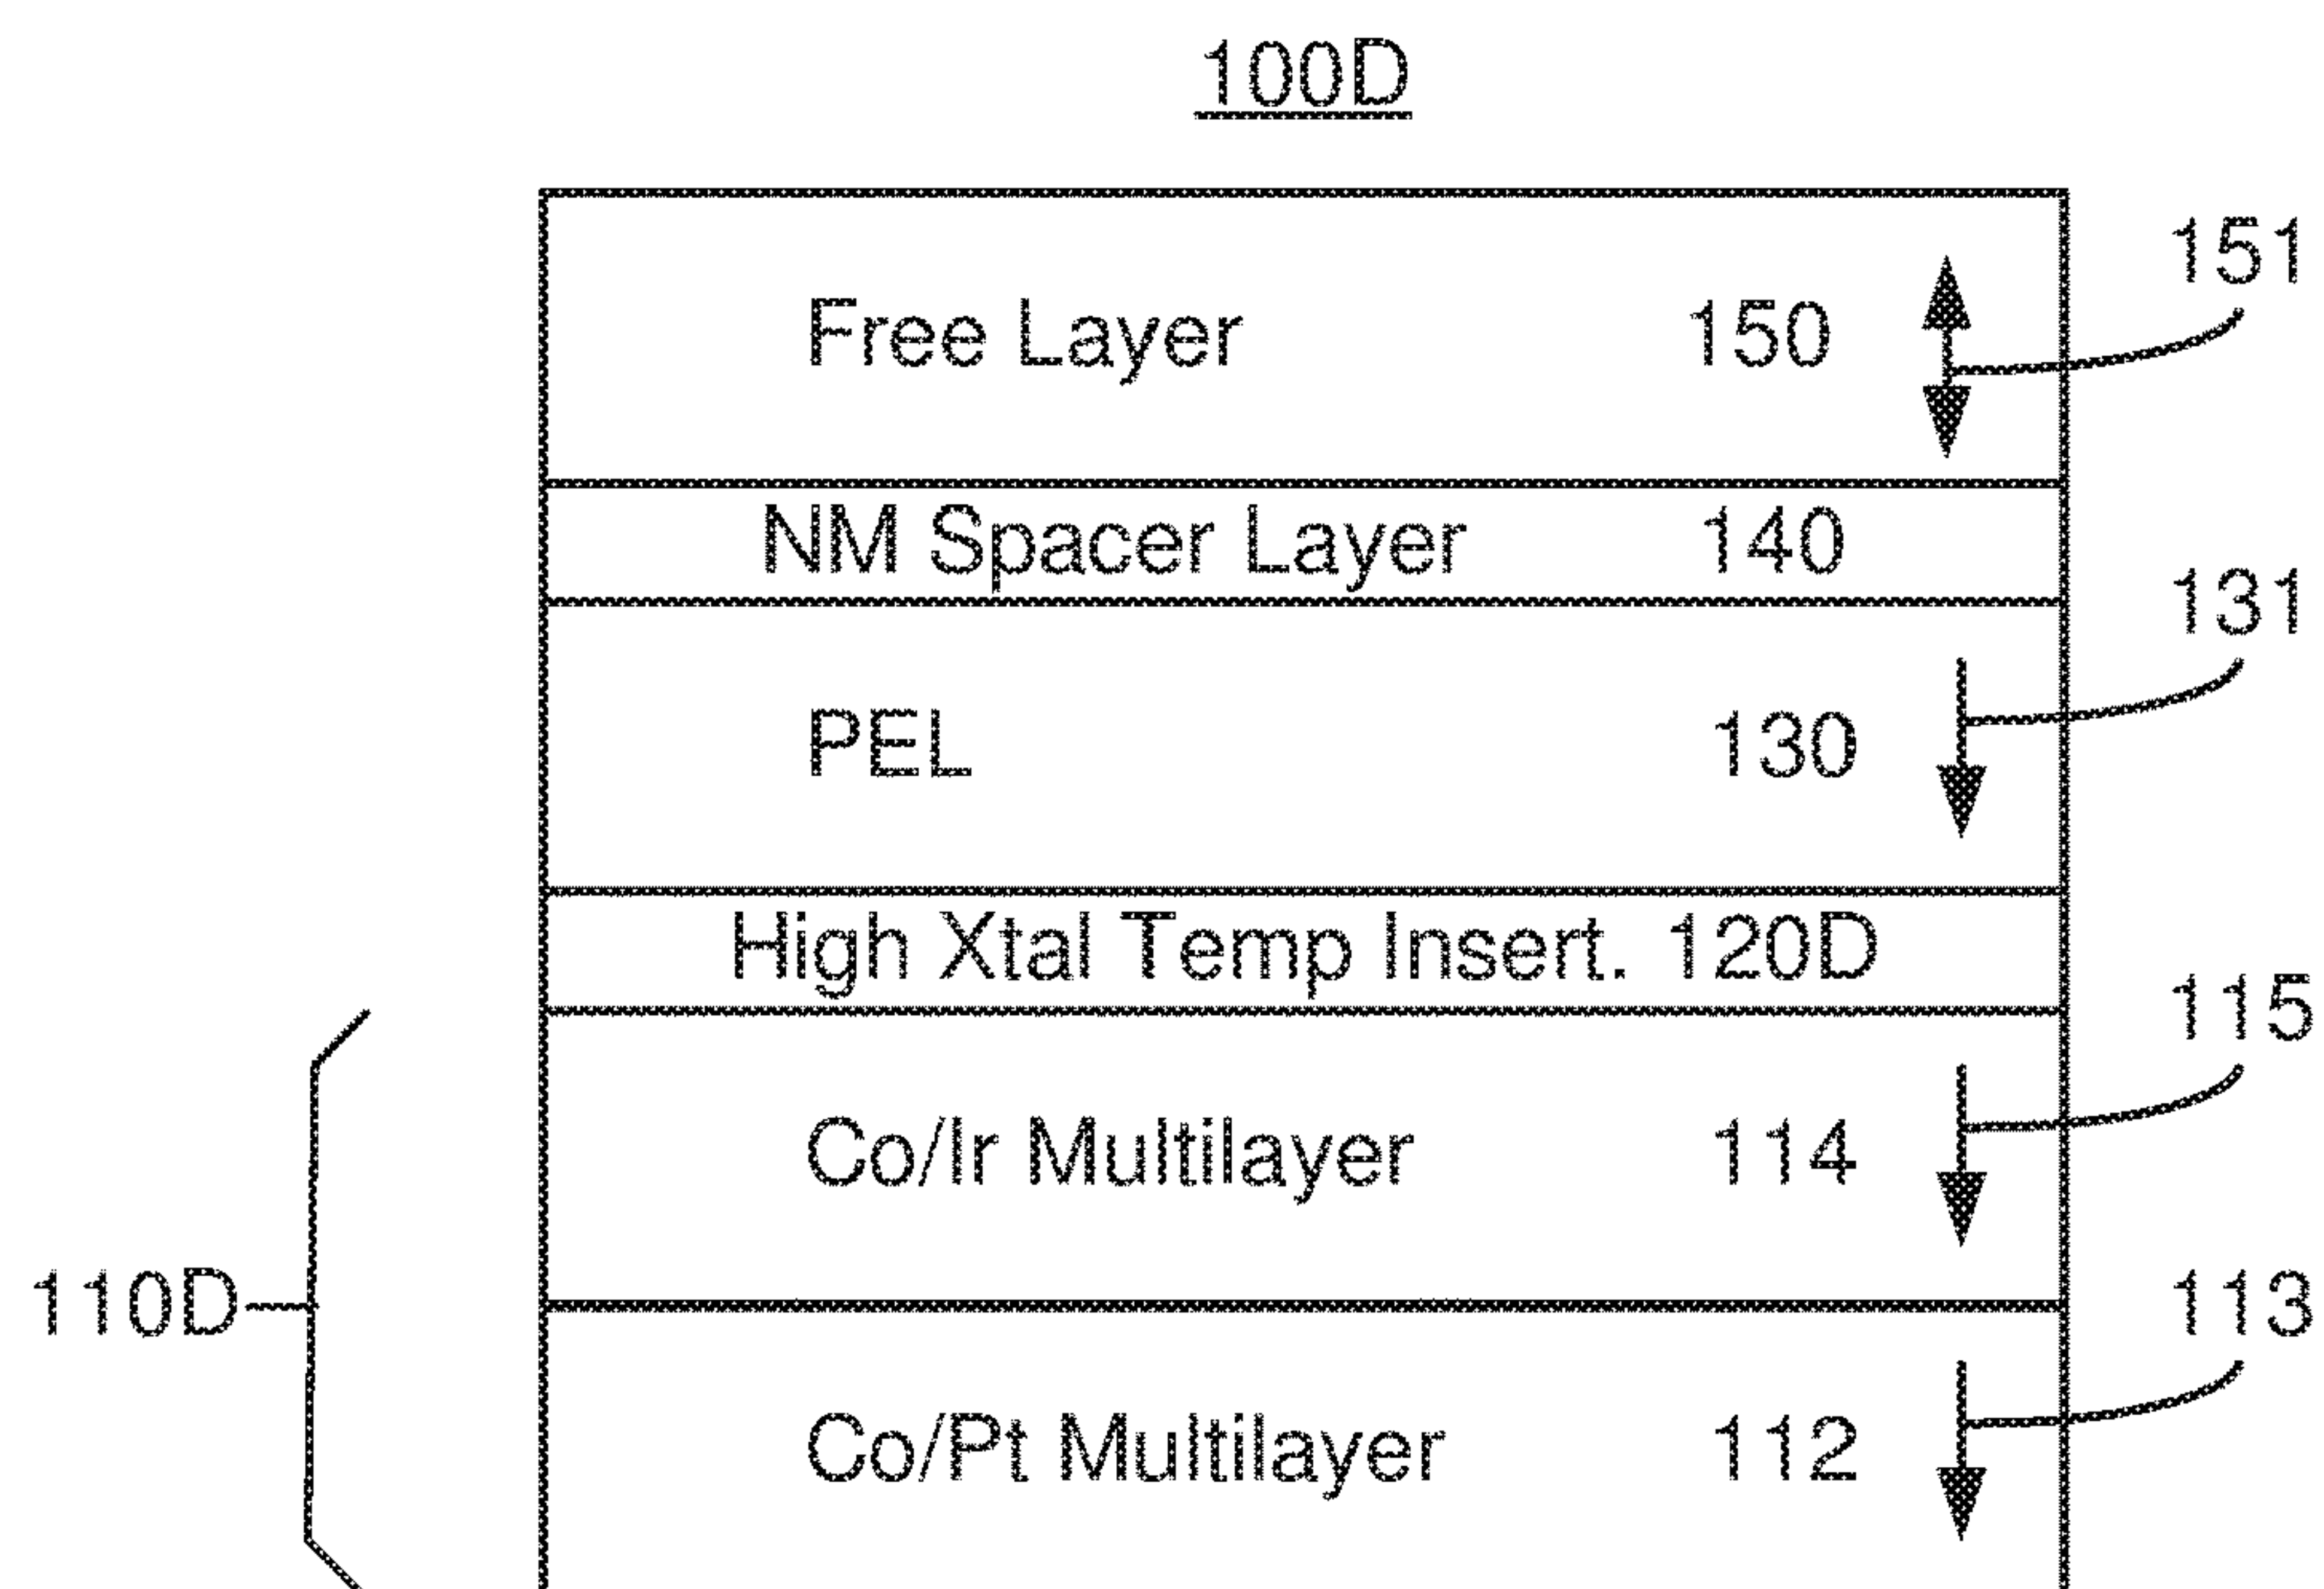 100D
151
Free Layer 150
NM Spacer Layer 140
131
PEL 130
High Xtal Temp Insert. 120D
115
Co/Ir Multilayer 114
110D
113
Co/Pt Multilayer 112